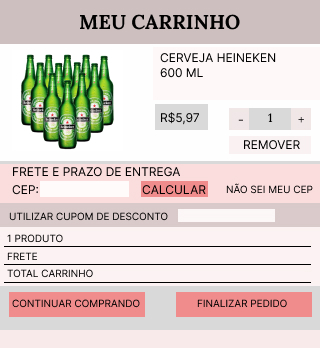 MEU CARRINHO
CERVEJA HEINEKEN
600 ML
R$5,97
- 1 +
REMOVER
FRETE E PRAZO DE ENTREGA
CEP: CALCULAR NÃO SEI MEU CEP
UTILIZAR CUPOM DE DESCONTO
1 PRODUTO
FRETE
TOTAL CARRINHO
CONTINUAR COMPRANDO FINALIZAR PEDIDO